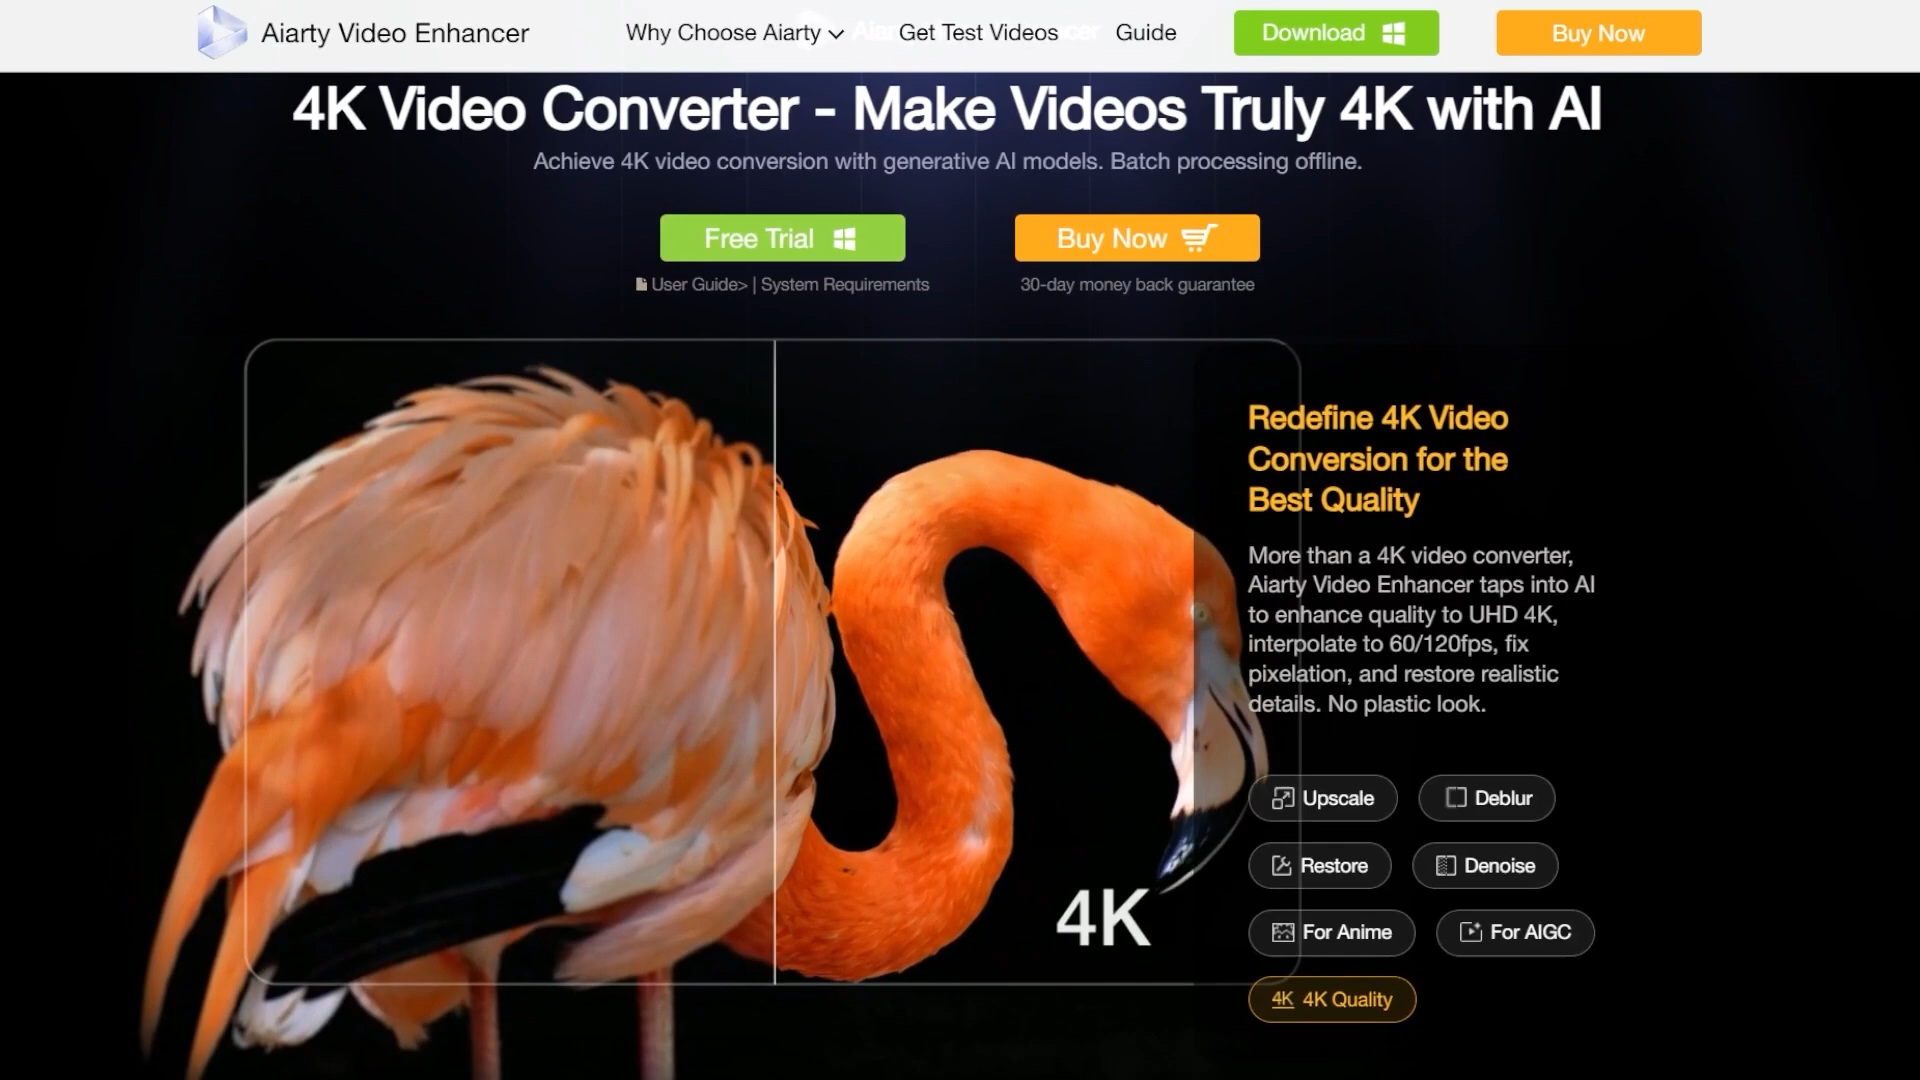 Aiarty Video Enhancer
Why Choose Aiarty
Get Test Videos
Guide
Download
Buy Now
4K Video Converter - Make Videos Truly 4K with AI
Achieve 4K video conversion with generative AI models. Batch processing offline.
Free Trial
Buy Now
User Guide> | System Requirements
30-day money back guarantee
Redefine 4K Video
Conversion for the
Best Quality
More than a 4K video converter,
Aiarty Video Enhancer taps into AI
to enhance quality to UHD 4K,
interpolate to 60/120fps, fix
pixelation, and restore realistic
details. No plastic look.
4K
Upscale
Deblur
Restore
Denoise
For Anime
For AIGC
4K 4K Quality